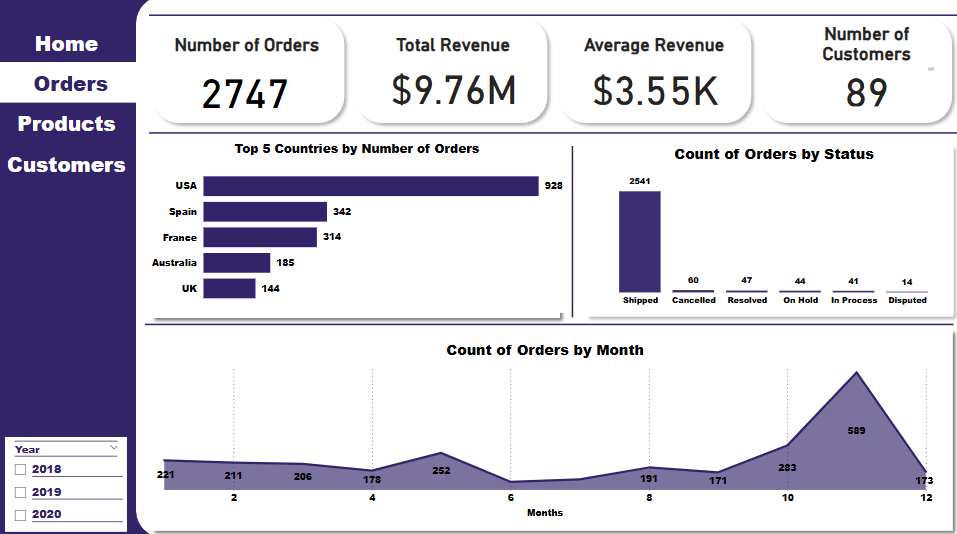 Home
Orders
Products
Customers
Year
2018
2019
2020
Number of Orders
2747
Total Revenue
$9.76M
Average Revenue
$3.55K
Number of
Customers
89
Top 5 Countries by Number of Orders
USA 928
Spain 342
France 314
Australia 185
UK 144
Count of Orders by Status
2541 60 47 44 41 14
Shipped Cancelled Resolved On Hold In Process Disputed
Count of Orders by Month
221 211 206 178 252 191 171 283 589 173
2 4 6 8 10 12
Months